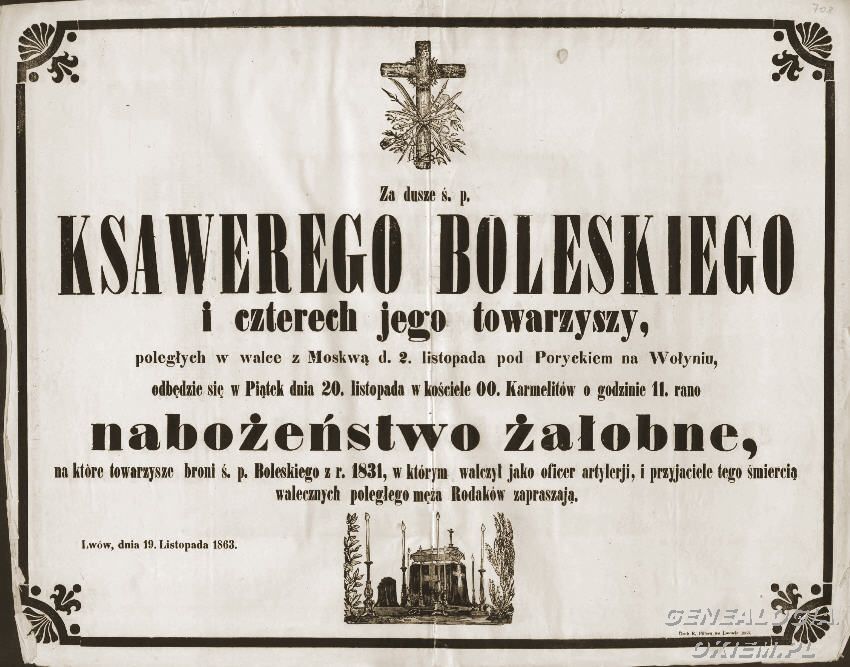 703
Za dusze ś. p.
KSAWEREGO BOLESKIEGO
i czterech jego towarzyszy,
poległych w walce z Moskwą d. 2. listopada pod Poryckiem na Wołyniu,
odbędzie się w Piątek dnia 20. listopada w kościele OO. Karmelitów o godzinie 11. rano
nabożeństwo żałobne,
na które towarzysze broni ś. p. Boleskiego z r. 1831, w którym walczył jako oficer artylerji, i przyjaciele tego śmiercią
walecznych poległego męża Rodaków zapraszają.
Lwów, dnia 19. Listopada 1863.
GENEALOGIA
OKIEM.PL